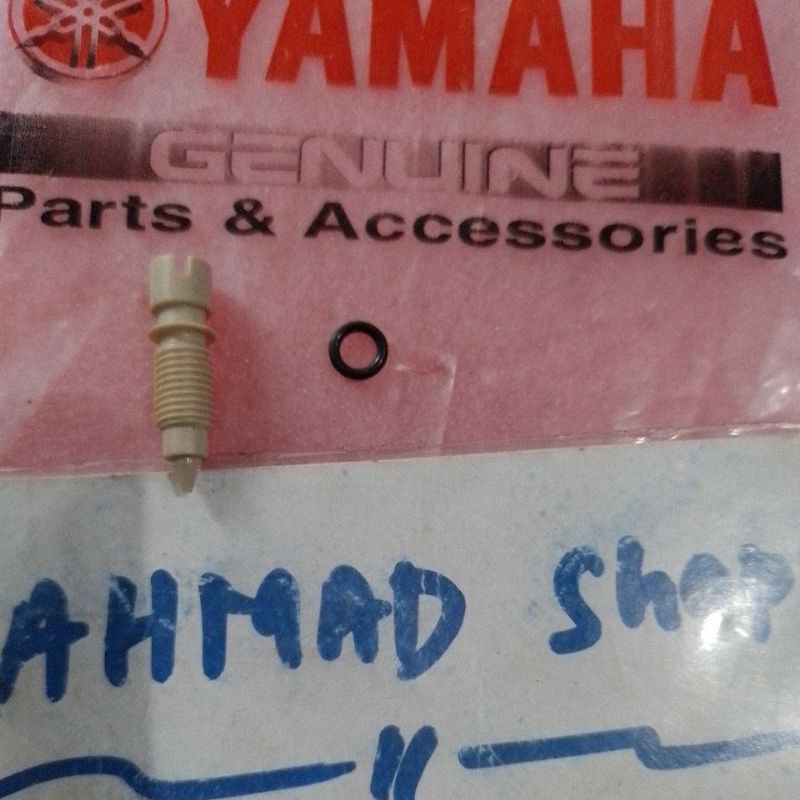 YAMAHA
GENUINE
Parts & Accessories
AHMAD Shop